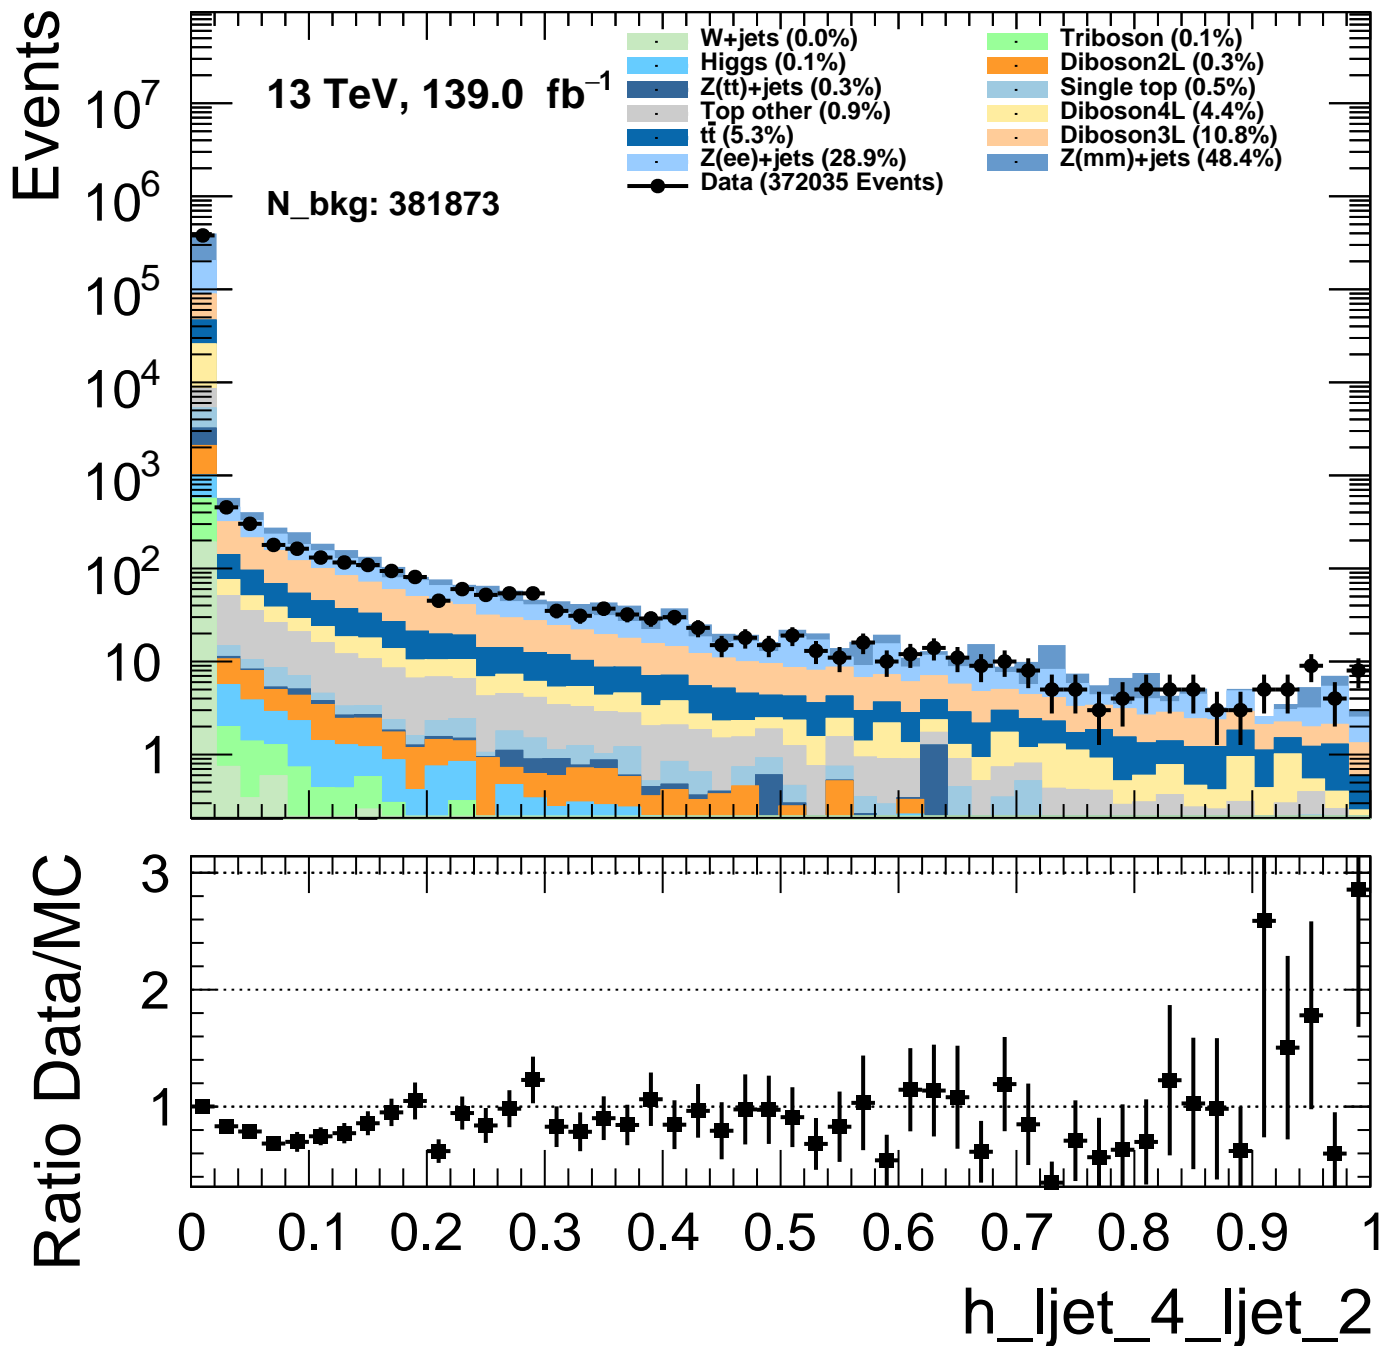 Events
10⁷
10⁶
10⁵
10⁴
10³
10²
10
1
13 TeV, 139.0 fb⁻¹
N_bkg: 381873
W+jets (0.0%)
Higgs (0.1%)
Z(tt)+jets (0.3%)
Top other (0.9%)
tt̄ (5.3%)
Z(ee)+jets (28.9%)
Data (372035 Events)
Triboson (0.1%)
Diboson2L (0.3%)
Single top (0.5%)
Diboson4L (4.4%)
Diboson3L (10.8%)
Z(mm)+jets (48.4%)
Ratio Data/MC
3
2
1
0 0.1 0.2 0.3 0.4 0.5 0.6 0.7 0.8 0.9 1
h_ljet_4_ljet_2